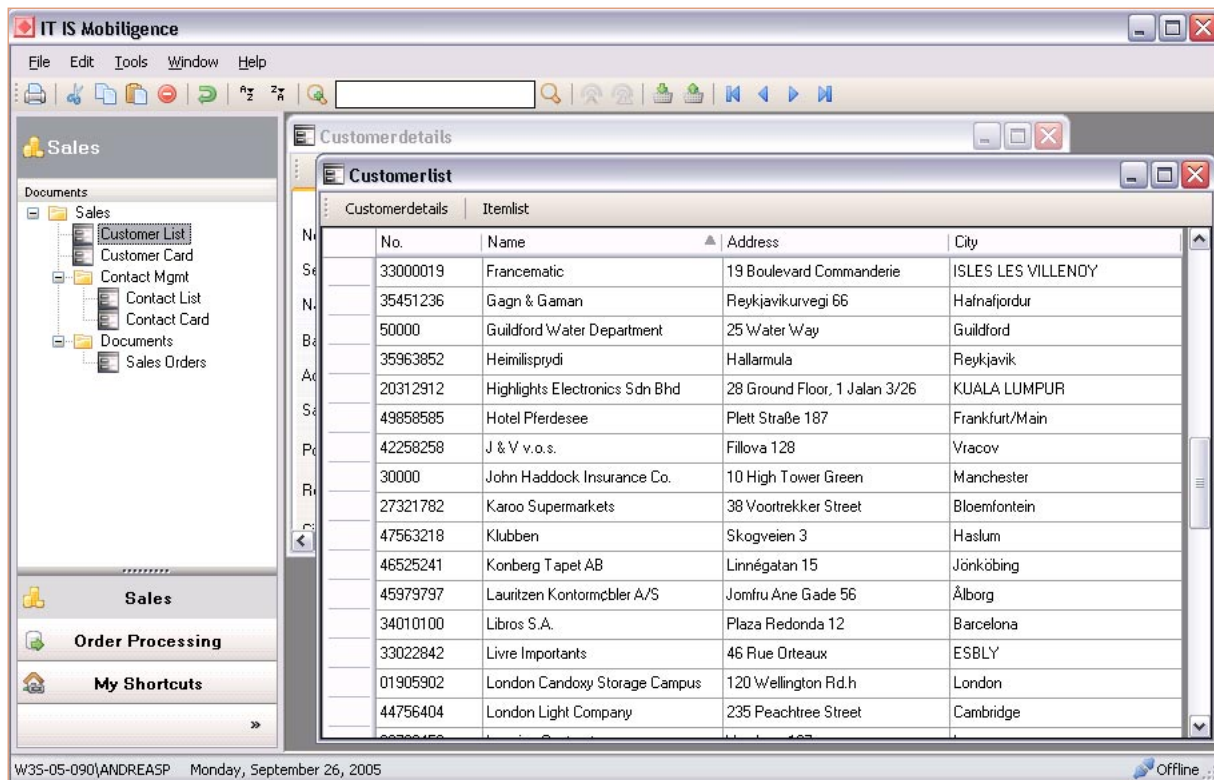 IT IS Mobiligence
File Edit Tools Window Help
Sales
Documents
Sales
Customer List
Customer Card
Contact Mgmt
Contact List
Contact Card
Documents
Sales Orders
Sales
Order Processing
My Shortcuts
»
Customerdetails
Customerlist
Customerdetails Itemlist
No. Name Address City
33000019 Francematic 19 Boulevard Commanderie ISLES LES VILLENOY
35451236 Gagn & Gaman Reykjavikurvegi 66 Hafnafjordur
50000 Guildford Water Department 25 Water Way Guildford
35963852 Heimilisprydi Hallarmula Reykjavik
20312912 Highlights Electronics Sdn Bhd 28 Ground Floor, 1 Jalan 3/26 KUALA LUMPUR
49858585 Hotel Pferdesee Plett Straße 187 Frankfurt/Main
42258258 J & V v.o.s. Fillova 128 Vracov
30000 John Haddock Insurance Co. 10 High Tower Green Manchester
27321782 Karoo Supermarkets 38 Voortrekker Street Bloemfontein
47563218 Klubben Skogveien 3 Haslum
46525241 Konberg Tapet AB Linnégatan 15 Jönköbing
45979797 Lauritzen Kontorm¢bler A/S Jomfru Ane Gade 56 Ålborg
34010100 Libros S.A. Plaza Redonda 12 Barcelona
33022842 Livre Importants 46 Rue Orteaux ESBLY
01905902 London Candoxy Storage Campus 120 Wellington Rd.h London
44756404 London Light Company 235 Peachtree Street Cambridge
W3S-05-090\ANDREASP Monday, September 26, 2005 Offline